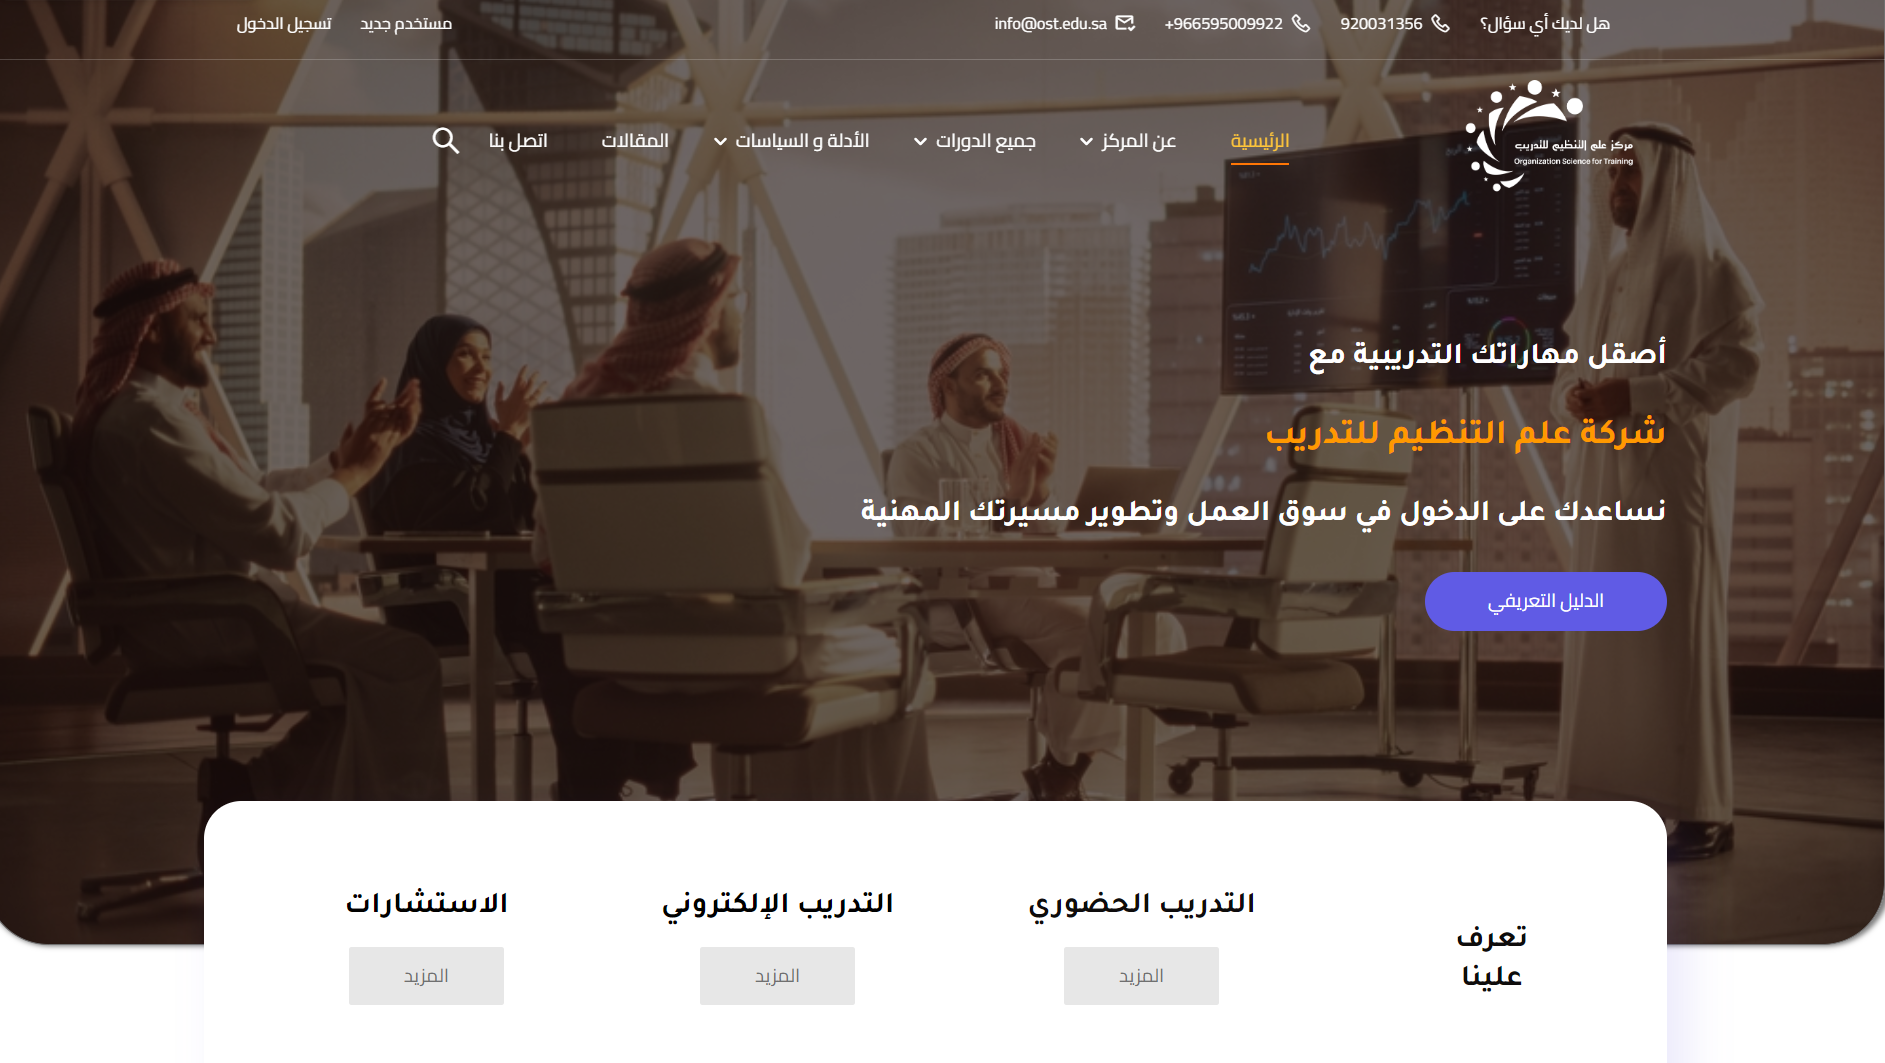 هل لديك أي سؤال؟ 920031356 +966595009922 info@ost.edu.sa مستخدم جديد تسجيل الدخول
مركز علم التنظيم للتدريب
Organization Science for Training
الرئيسية عن المركز جميع الدورات الأدلة و السياسات المقالات اتصل بنا
أصقل مهاراتك التدريبية مع
شركة علم التنظيم للتدريب
نساعدك على الدخول في سوق العمل وتطوير مسيرتك المهنية
الدليل التعريفي
تعرف
علينا
التدريب الحضوري
المزيد
التدريب الإلكتروني
المزيد
الاستشارات
المزيد